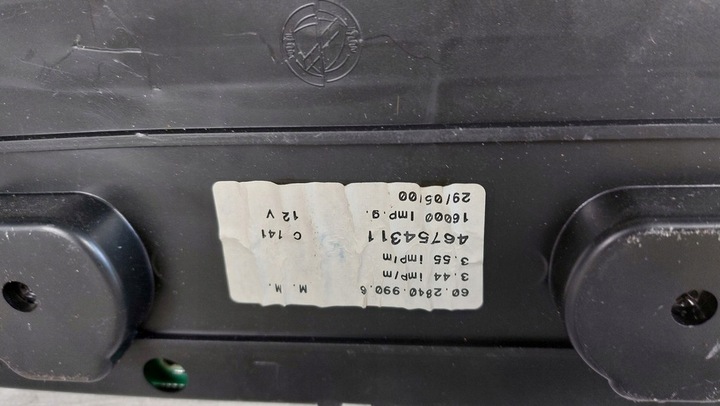 60.2840.990.6 M. M.
3.44 imp/m
3.55 imp/m
46754311 C 141
16000 Imp.g. 12 V
29/05/00